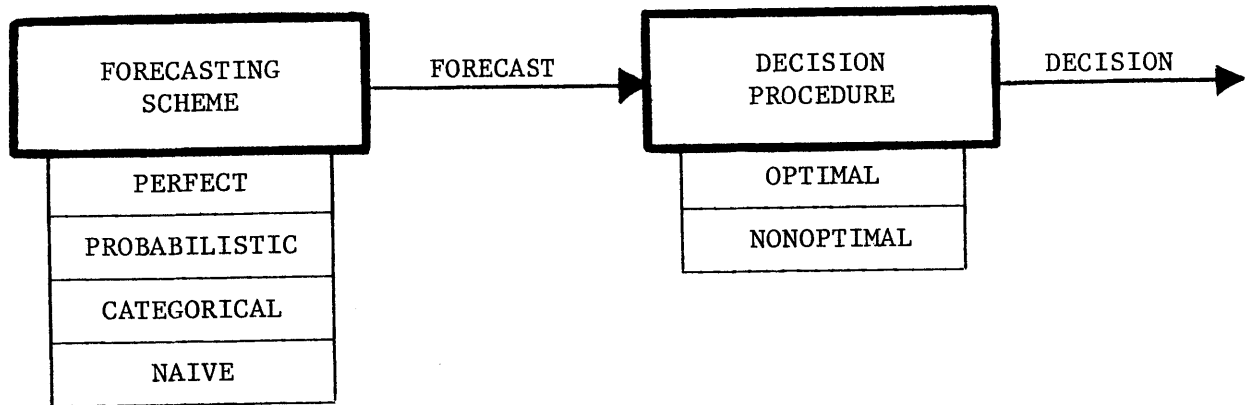 FORECASTING
SCHEME
FORECAST
DECISION
PROCEDURE
DECISION
PERFECT
PROBABILISTIC
CATEGORICAL
NAIVE
OPTIMAL
NONOPTIMAL